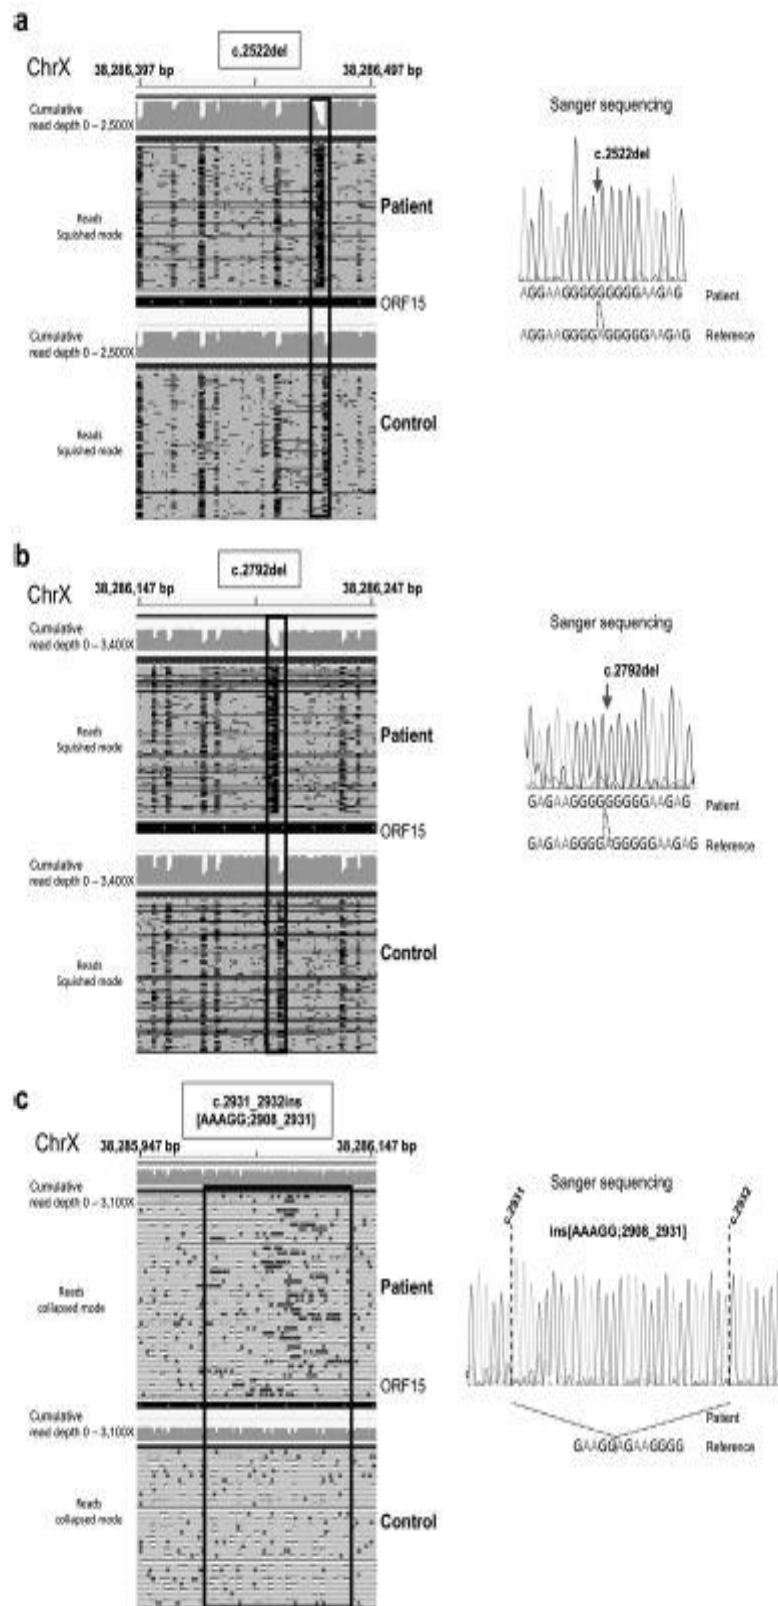 a
c.2522del
ChrX
38,286,397 bp
38,286,497 bp
Cumulative
read depth 0 – 2,500X
Reads
Squished mode
Patient
ORF15
Cumulative
read depth 0 – 2,500X
Reads
Squished mode
Control
Sanger sequencing
c.2522del
AGGAAGGGGGGGGGAAGAG
Patient
AGGAAGGGGAGGGGGAAGAG
Reference
b
c.2792del
ChrX
38,286,147 bp
38,286,247 bp
Cumulative
read depth 0 – 3,400X
Reads
Squished mode
Patient
ORF15
Cumulative
read depth 0 – 3,400X
Reads
Squished mode
Control
Sanger sequencing
c.2792del
GAGAAGGGGGGGGGAAGAG
Patient
GAGAAGGGGAGGGGGAAGAG
Reference
c
c.2931_2932ins
[AAAGG;2908_2931]
ChrX
38,285,947 bp
38,286,147 bp
Cumulative
read depth 0 – 3,100X
Reads
collapsed mode
Patient
ORF15
Cumulative
read depth 0 – 3,100X
Reads
collapsed mode
Control
Sanger sequencing
c.2931
c.2932
ins[AAAGG;2908_2931]
Patient
GAAGGAGAAGGGG
Reference